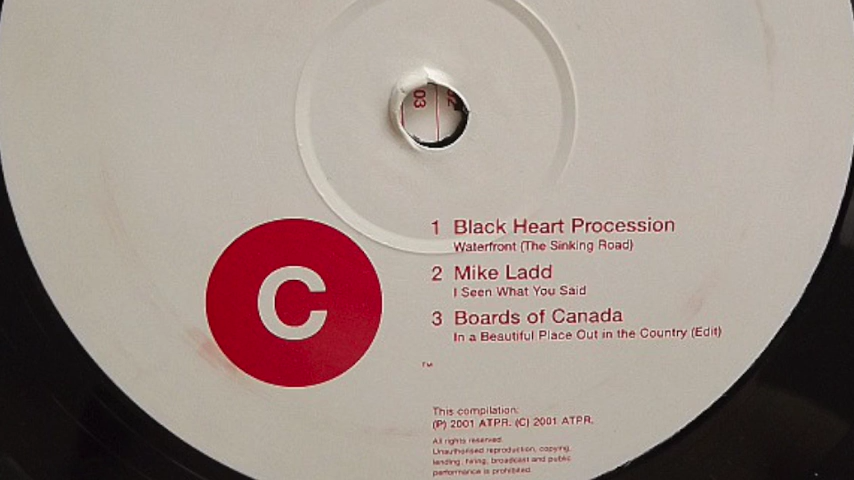 03
C
1 Black Heart Procession
Waterfront (The Sinking Road)
2 Mike Ladd
I Seen What You Said
3 Boards of Canada
In a Beautiful Place Out in the Country (Edit)
TM
This compilation:
(P) 2001 ATPR. (C) 2001 ATPR.
All rights reserved.
Unauthorised reproduction, copying,
lending, hiring, broadcast and public
performance is prohibited.